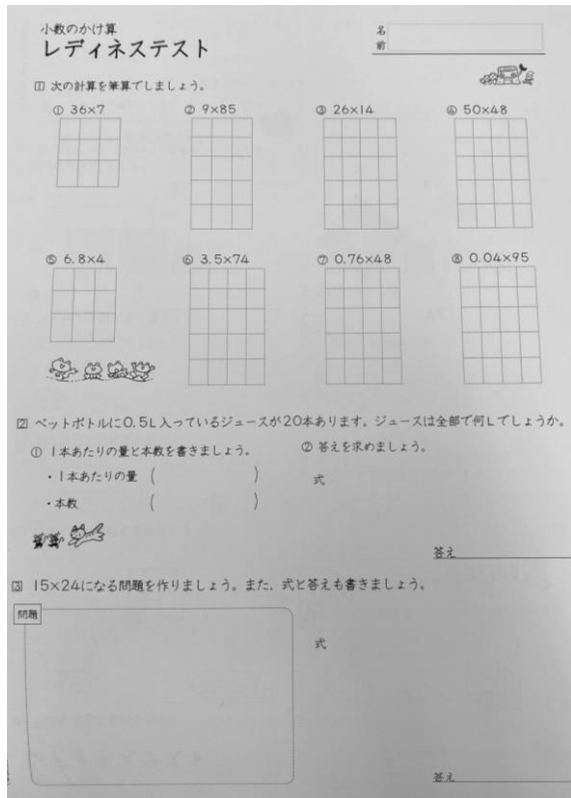 小数のかけ算
レディネステスト
名前
1 次の計算を筆算でしましょう。
① 36×7
② 9×85
③ 26×14
④ 50×48
⑤ 6.8×4
⑥ 3.5×74
⑦ 0.76×48
⑧ 0.04×95
2 ペットボトルに0.5L入っているジュースが20本あります。ジュースは全部で何Lでしょうか。
① 1本あたりの量と本数を書きましょう。
・1本あたりの量 ( )
・本数 ( )
② 答えを求めましょう。
式
答え
3 15×24になる問題を作りましょう。また，式と答えも書きましょう。
問題
式
答え